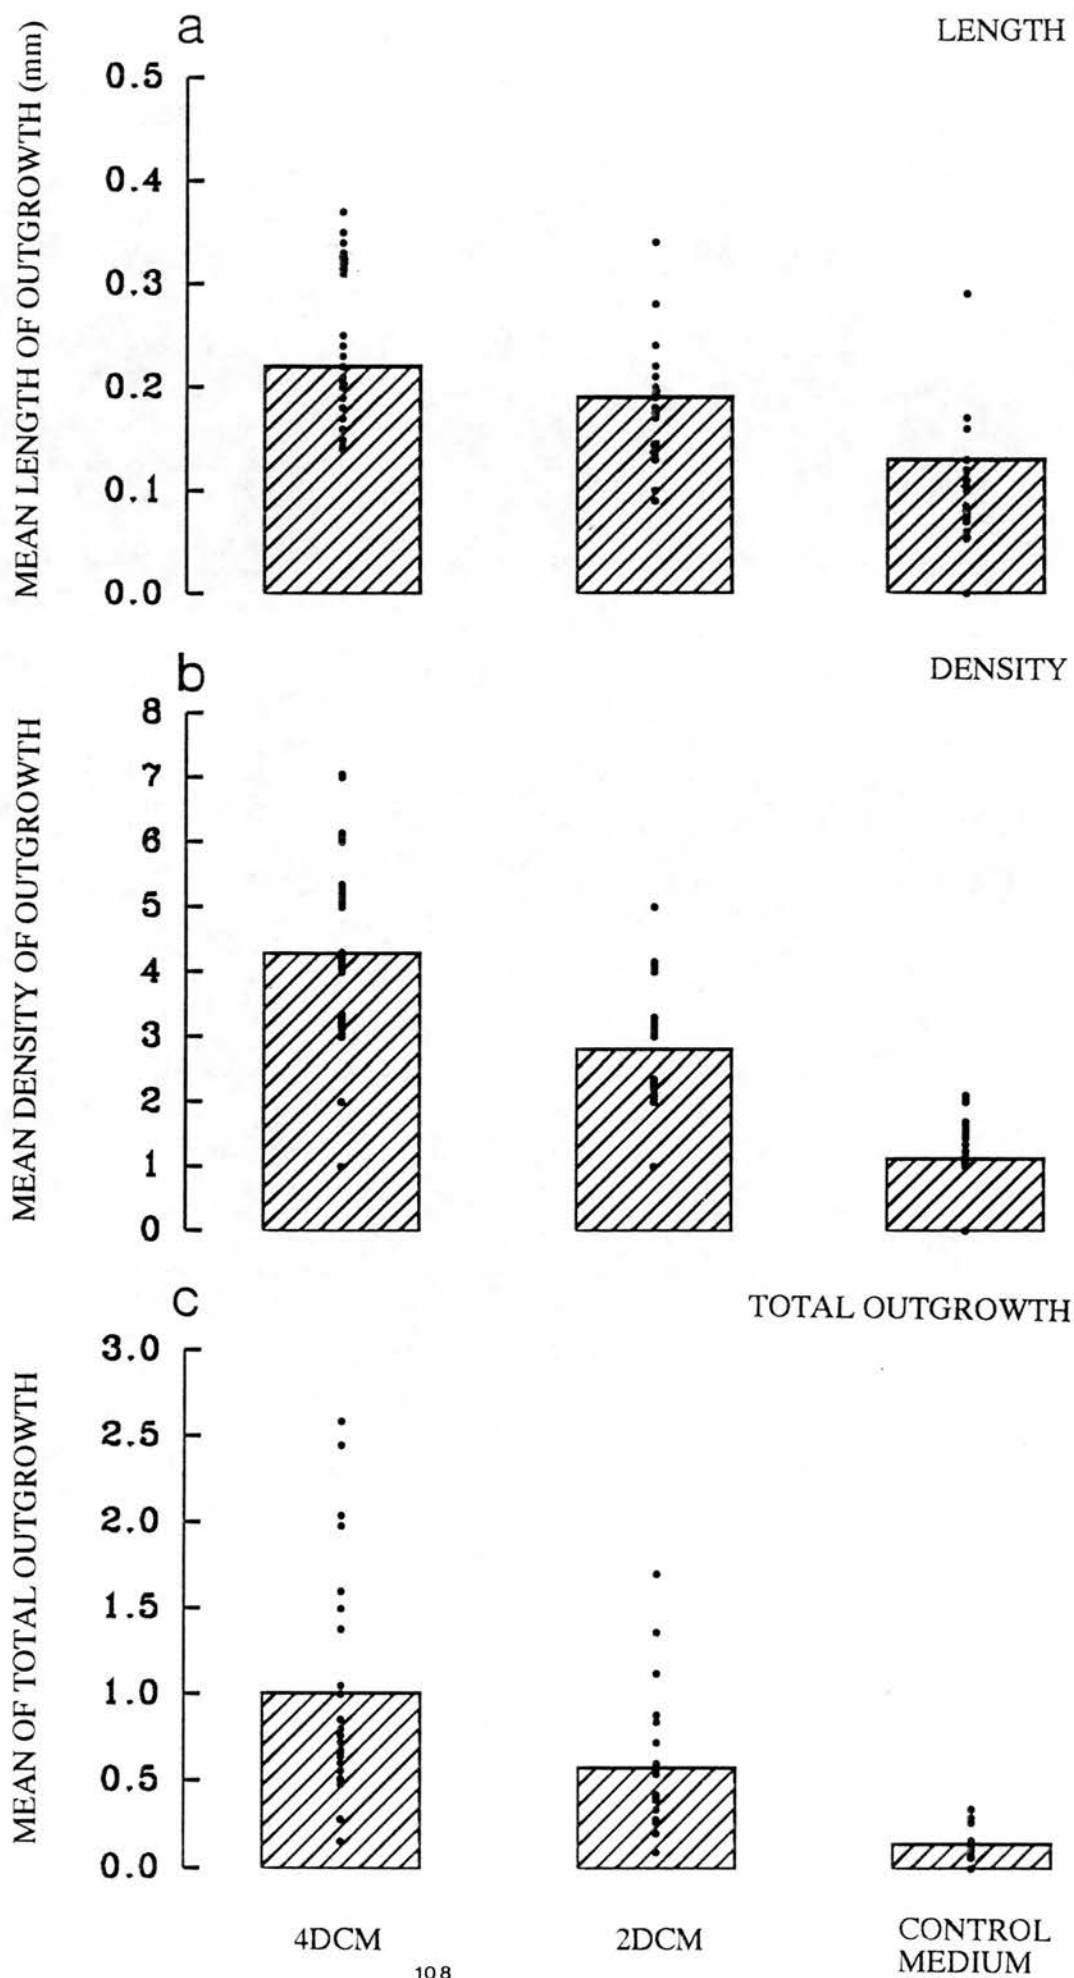 a
LENGTH
MEAN LENGTH OF OUTGROWTH (mm)
0.5
0.4
0.3
0.2
0.1
0.0
b
DENSITY
MEAN DENSITY OF OUTGROWTH
8
7
6
5
4
3
2
1
0
c
TOTAL OUTGROWTH
MEAN OF TOTAL OUTGROWTH
3.0
2.5
2.0
1.5
1.0
0.5
0.0
4DCM
2DCM
CONTROL
MEDIUM
108